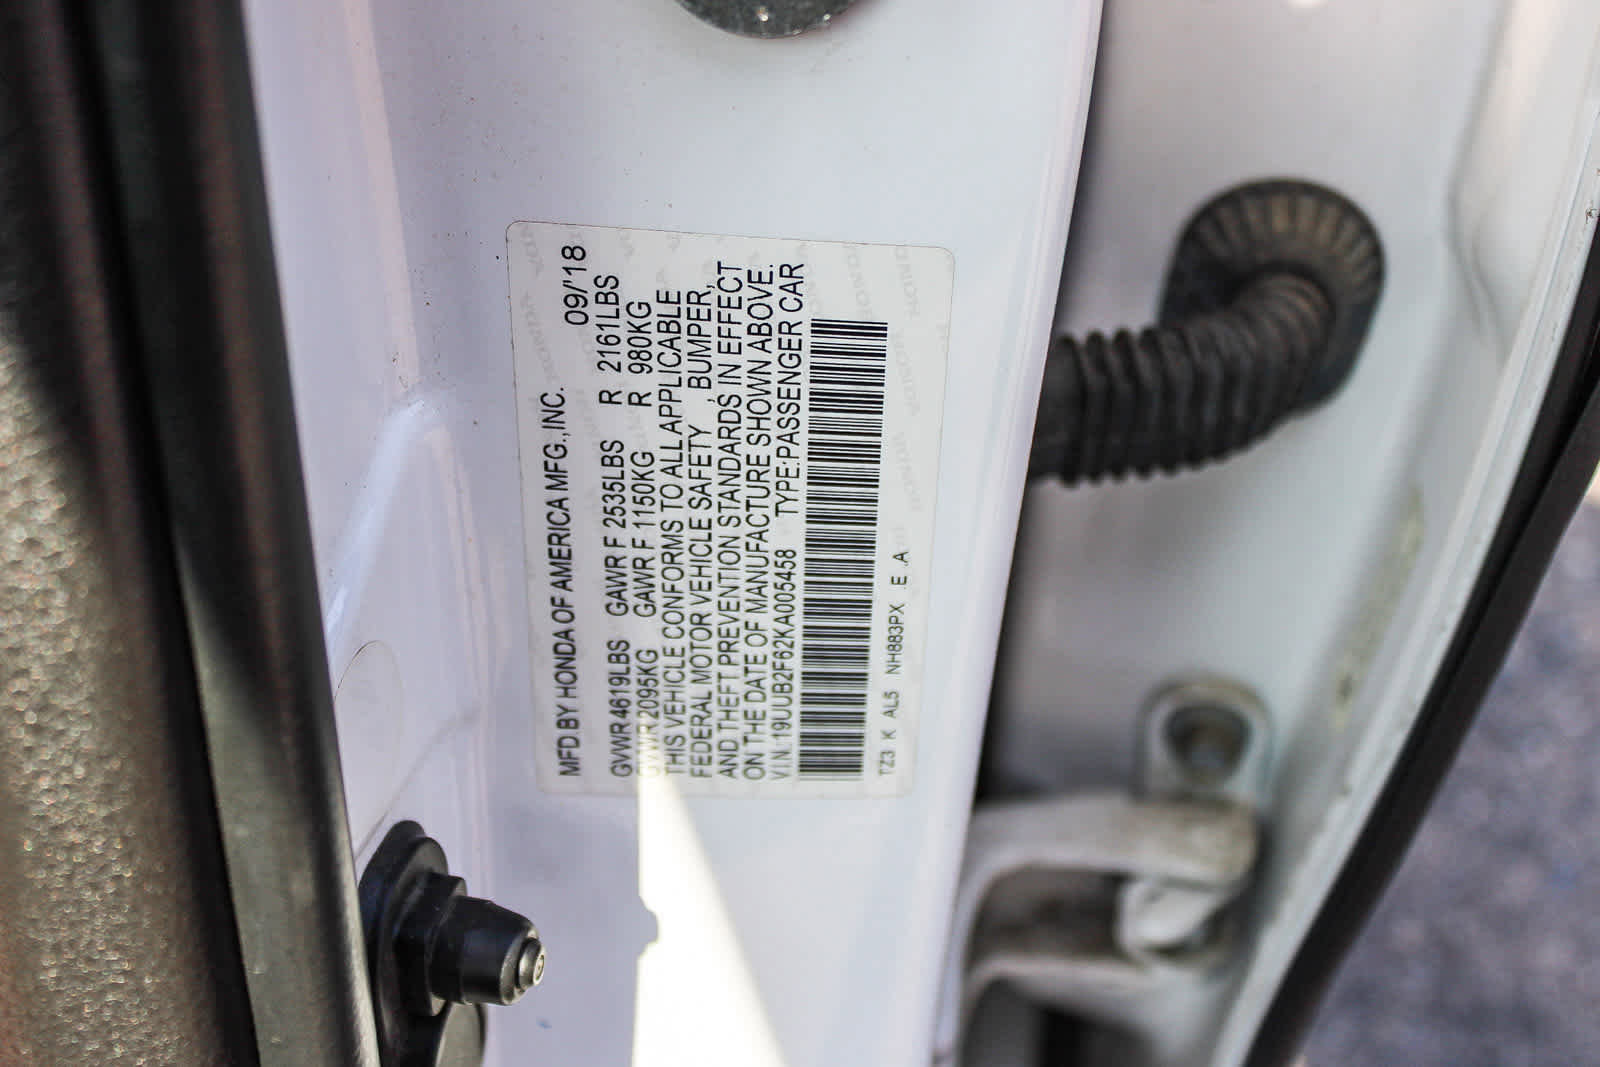 MFD.BY HONDA OF AMERICA MFG.,INC. 09/'18
GVWR 4619LBS GAWR F 2535LBS R 2161LBS
GVWR 2095KG GAWR F 1150KG R 980KG
THIS VEHICLE CONFORMS TO ALL APPLICABLE
FEDERAL MOTOR VEHICLE SAFETY , BUMPER,
AND THEFT PREVENTION STANDARDS IN EFFECT
ON THE DATE OF MANUFACTURE SHOWN ABOVE.
V I N : 19UUB2F62KA005458 TYPE:PASSENGER CAR
TZ3 K AL5 NH883PX . E . A